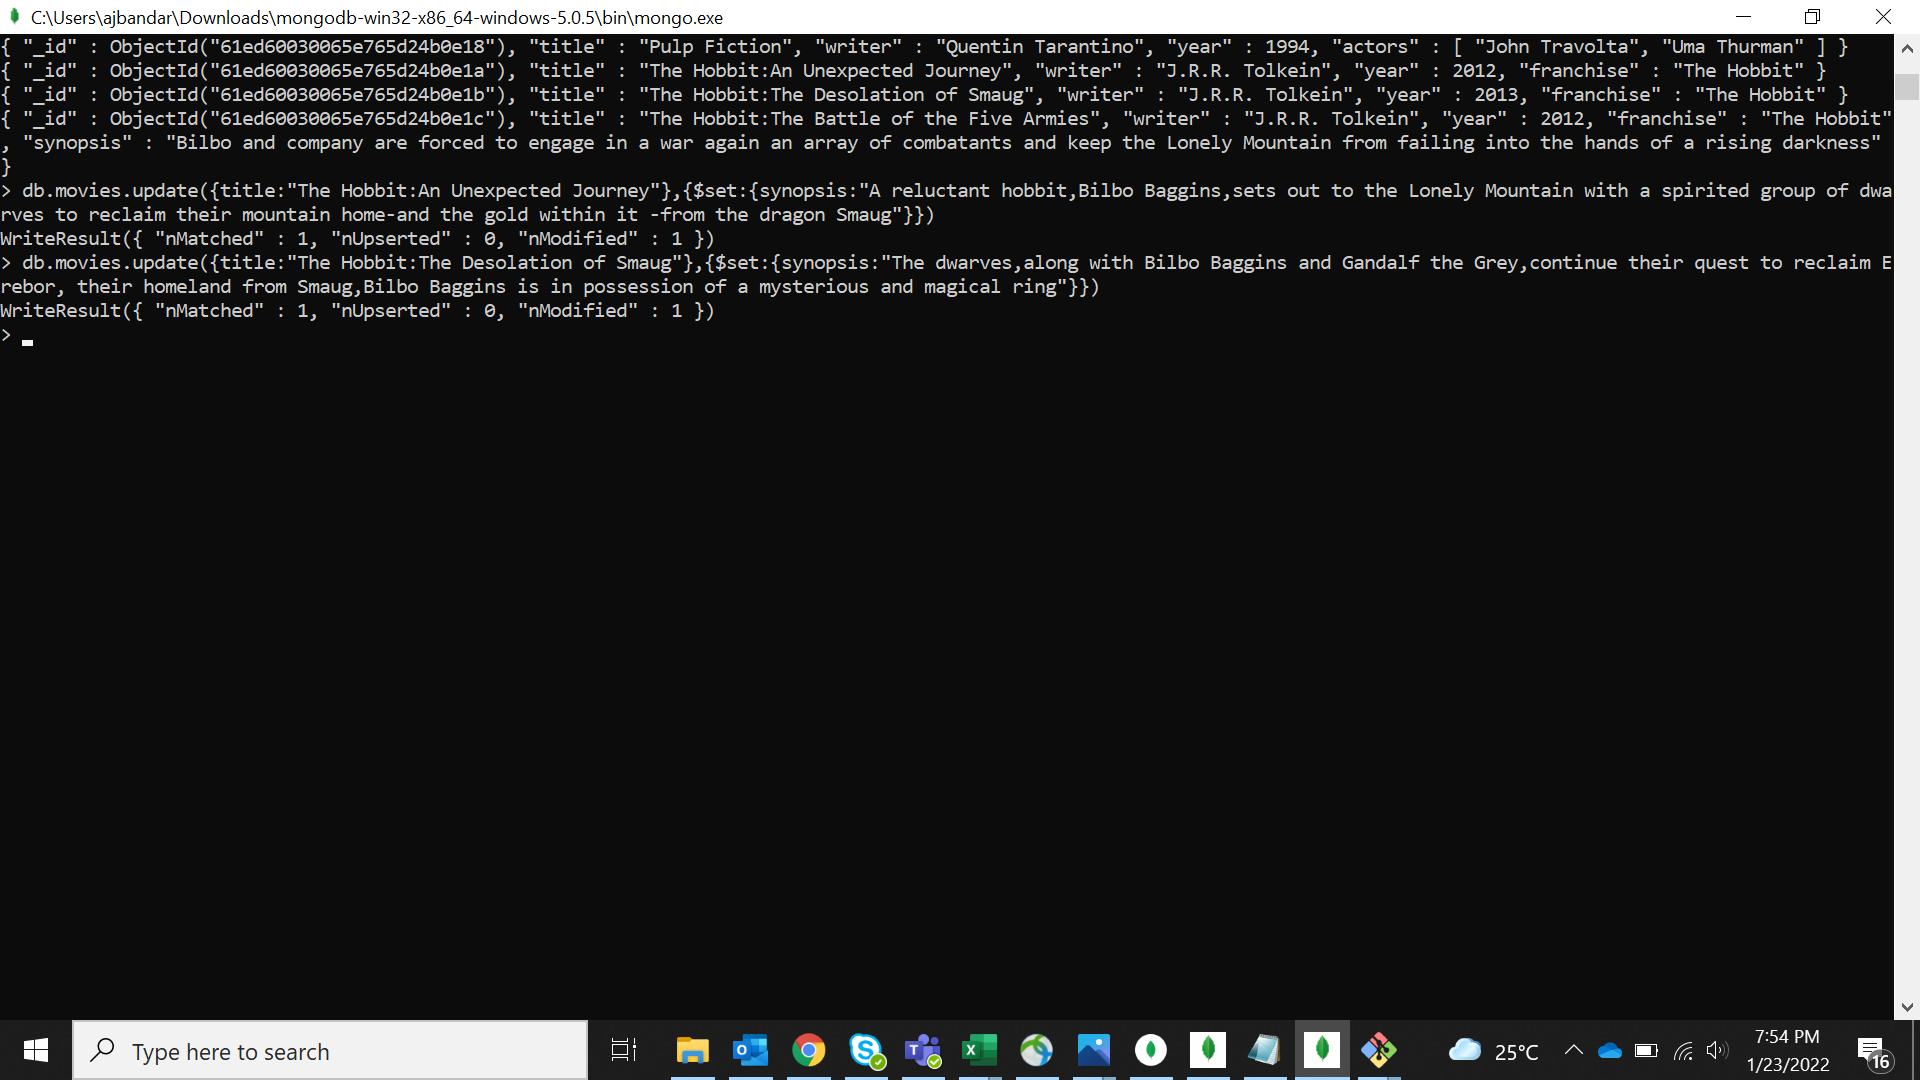 C:\Users\ajbandar\Downloads\mongodb-win32-x86_64-windows-5.0.5\bin\mongo.exe
{ "_id" : ObjectId("61ed60030065e765d24b0e18"), "title" : "Pulp Fiction", "writer" : "Quentin Tarantino", "year" : 1994, "actors" : [ "John Travolta", "Uma Thurman" ] }
{ "_id" : ObjectId("61ed60030065e765d24b0e1a"), "title" : "The Hobbit:An Unexpected Journey", "writer" : "J.R.R. Tolkein", "year" : 2012, "franchise" : "The Hobbit" }
{ "_id" : ObjectId("61ed60030065e765d24b0e1b"), "title" : "The Hobbit:The Desolation of Smaug", "writer" : "J.R.R. Tolkein", "year" : 2013, "franchise" : "The Hobbit" }
{ "_id" : ObjectId("61ed60030065e765d24b0e1c"), "title" : "The Hobbit:The Battle of the Five Armies", "writer" : "J.R.R. Tolkein", "year" : 2012, "franchise" : "The Hobbit"
, "synopsis" : "Bilbo and company are forced to engage in a war again an array of combatants and keep the Lonely Mountain from failing into the hands of a rising darkness"
}
> db.movies.update({title:"The Hobbit:An Unexpected Journey"},{$set:{synopsis:"A reluctant hobbit,Bilbo Baggins,sets out to the Lonely Mountain with a spirited group of dwa
rves to reclaim their mountain home-and the gold within it -from the dragon Smaug"}})
WriteResult({ "nMatched" : 1, "nUpserted" : 0, "nModified" : 1 })
> db.movies.update({title:"The Hobbit:The Desolation of Smaug"},{$set:{synopsis:"The dwarves,along with Bilbo Baggins and Gandalf the Grey,continue their quest to reclaim E
rebor, their homeland from Smaug,Bilbo Baggins is in possession of a mysterious and magical ring"}})
WriteResult({ "nMatched" : 1, "nUpserted" : 0, "nModified" : 1 })
>
Type here to search
25°C
7:54 PM
1/23/2022
16